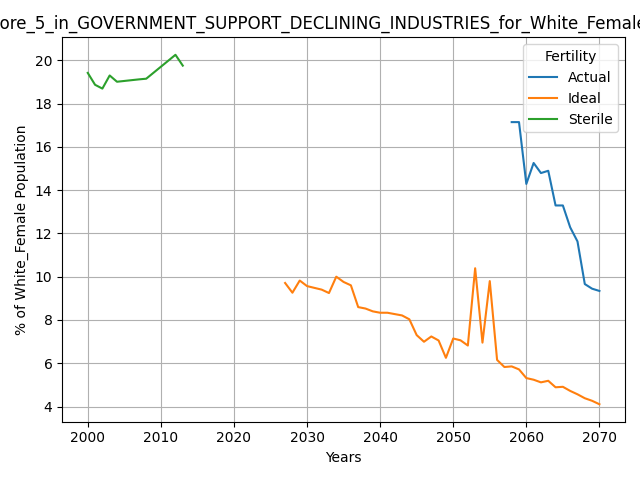 ore_5_in_GOVERNMENT_SUPPORT_DECLINING_INDUSTRIES_for_White_Female
Fertility
Actual
Ideal
Sterile
% of White_Female Population
20
18
16
14
12
10
8
6
4
2000 2010 2020 2030 2040 2050 2060 2070
Years